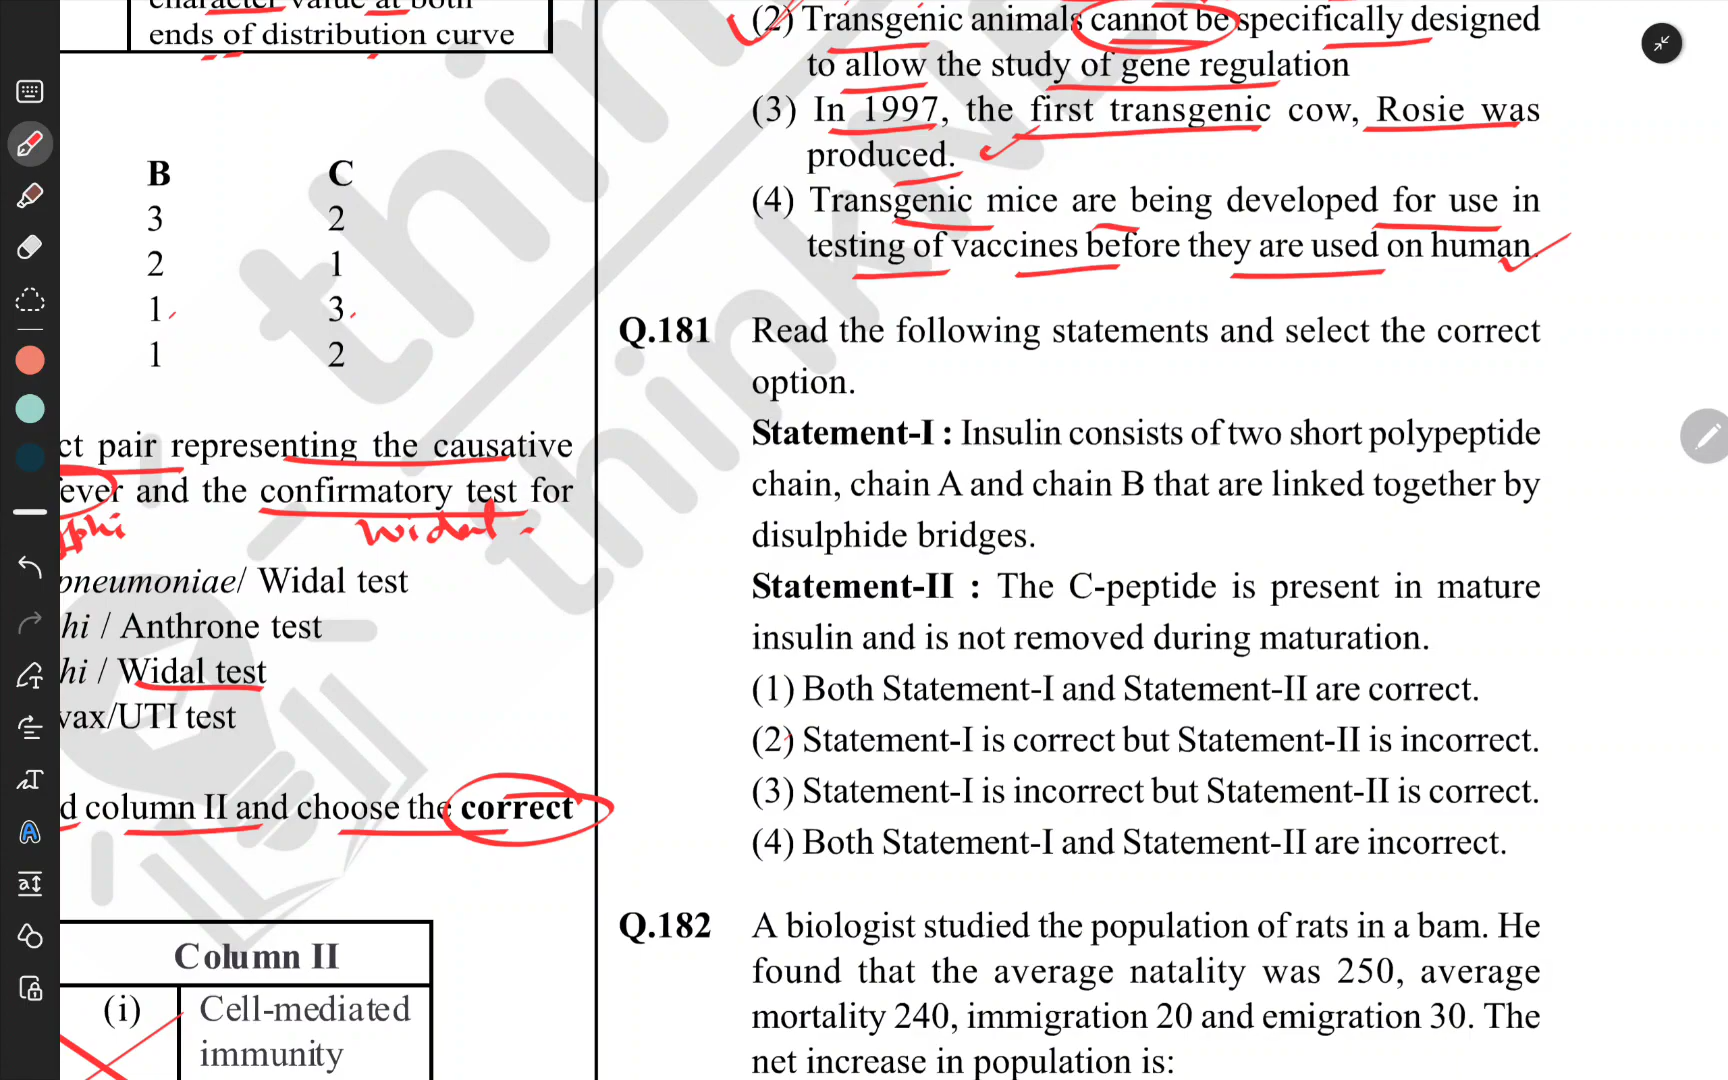 character value at both
ends of distribution curve
B C
3 2
2 1
1 3
1 2
ct pair representing the causative
ever and the confirmatory test for
phi widal
pneumoniae/ Widal test
hi / Anthrone test
hi / Widal test
vax/UTI test
d column II and choose the correct
Column II
(i) Cell-mediated
immunity
(2) Transgenic animals cannot be specifically designed
to allow the study of gene regulation
(3) In 1997, the first transgenic cow, Rosie was
produced.
(4) Transgenic mice are being developed for use in
testing of vaccines before they are used on human.
Q.181 Read the following statements and select the correct
option.
Statement-I : Insulin consists of two short polypeptide
chain, chain A and chain B that are linked together by
disulphide bridges.
Statement-II : The C-peptide is present in mature
insulin and is not removed during maturation.
(1) Both Statement-I and Statement-II are correct.
(2) Statement-I is correct but Statement-II is incorrect.
(3) Statement-I is incorrect but Statement-II is correct.
(4) Both Statement-I and Statement-II are incorrect.
Q.182 A biologist studied the population of rats in a bam. He
found that the average natality was 250, average
mortality 240, immigration 20 and emigration 30. The
net increase in population is: